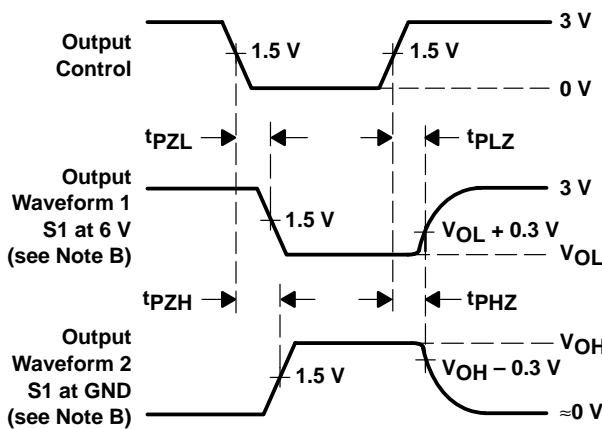 3 V
Output
Control
1.5 V
1.5 V
0 V
tPZL
tPLZ
Output
Waveform 1
S1 at 6 V
(see Note B)
3 V
1.5 V
VOL + 0.3 V
VOL
tPZH
tPHZ
Output
Waveform 2
S1 at GND
(see Note B)
VOH
1.5 V
VOH – 0.3 V
≈0 V